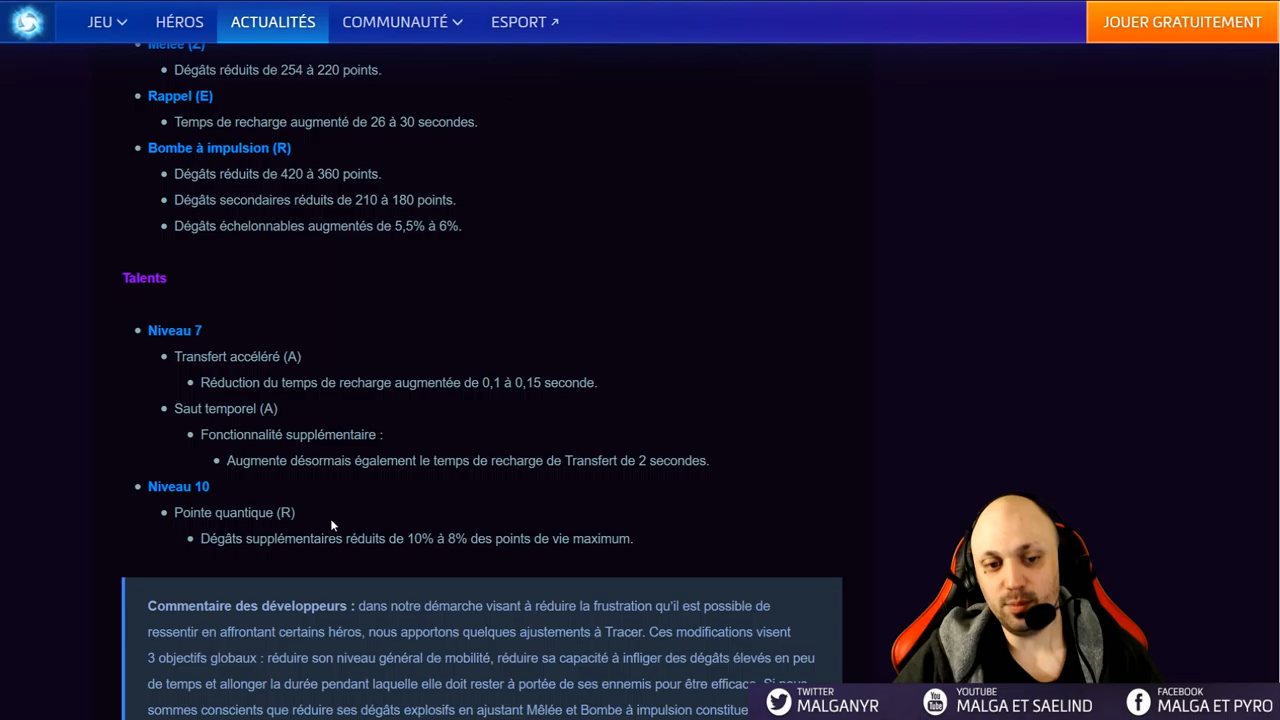 JEU HÉROS ACTUALITÉS COMMUNAUTÉ ESPORT JOUER GRATUITEMENT
Mêlée (Z)
Dégâts réduits de 254 à 220 points.
Rappel (E)
Temps de recharge augmenté de 26 à 30 secondes.
Bombe à impulsion (R)
Dégâts réduits de 420 à 360 points.
Dégâts secondaires réduits de 210 à 180 points.
Dégâts échelonnables augmentés de 5,5% à 6%.
Talents
Niveau 7
Transfert accéléré (A)
Réduction du temps de recharge augmentée de 0,1 à 0,15 seconde.
Saut temporel (A)
Fonctionnalité supplémentaire :
Augmente désormais également le temps de recharge de Transfert de 2 secondes.
Niveau 10
Pointe quantique (R)
Dégâts supplémentaires réduits de 10% à 8% des points de vie maximum.
Commentaire des développeurs : dans notre démarche visant à réduire la frustration qu'il est possible de
ressentir en affrontant certains héros, nous apportons quelques ajustements à Tracer. Ces modifications visent
3 objectifs globaux : réduire son niveau général de mobilité, réduire sa capacité à infliger des dégâts élevés en peu
de temps et allonger la durée pendant laquelle elle doit rester à portée de ses ennemis pour être efficace. Si nous
sommes conscients que réduire ses dégâts explosifs en ajustant Mêlée et Bombe à impulsion constitue
TWITTER
MALGANYR
YOUTUBE
MALGA ET SAELIND
FACEBOOK
MALGA ET PYRO